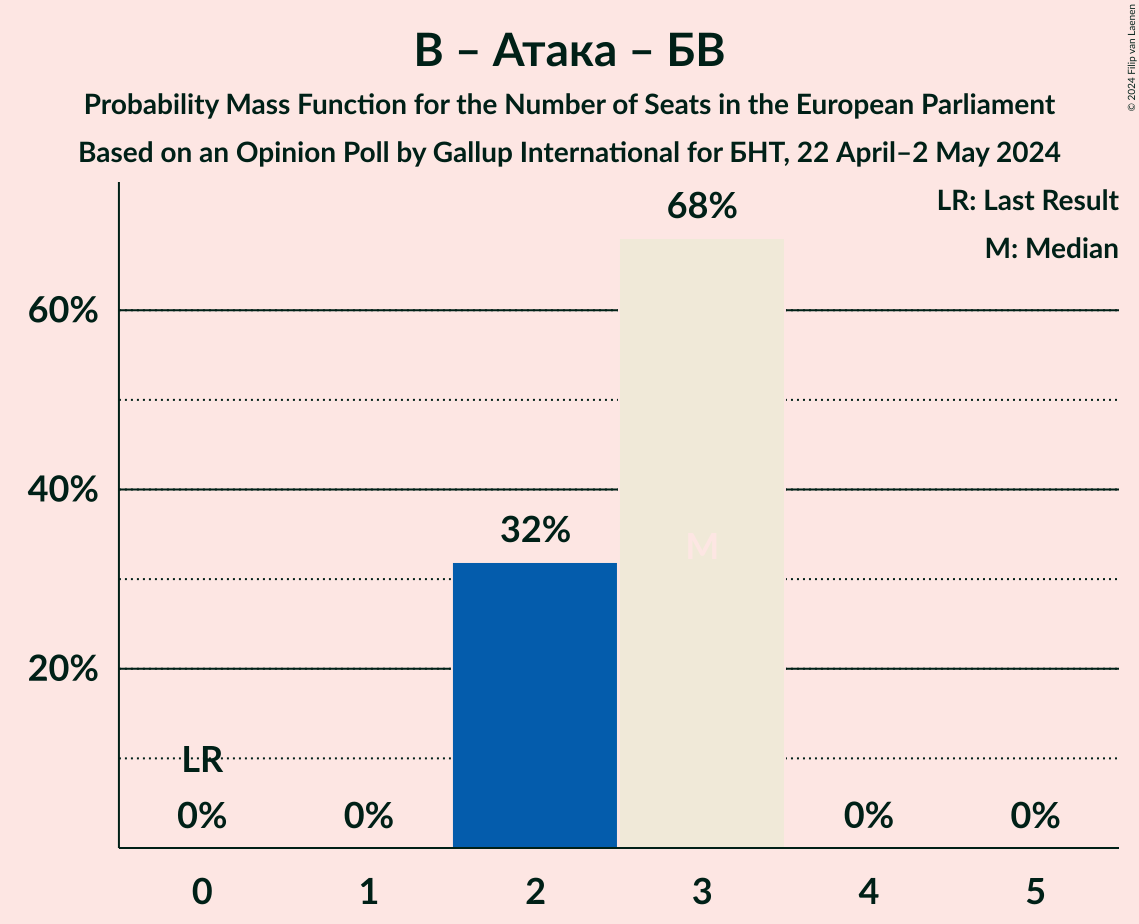 В – Атака – БВ
Probability Mass Function for the Number of Seats in the European Parliament
Based on an Opinion Poll by Gallup International for БНТ, 22 April–2 May 2024
© 2024 Filip van Laenen
LR: Last Result
M: Median
68%
60%
40%
32%
M
20%
LR
0% 0% 0% 0%
0 1 2 3 4 5